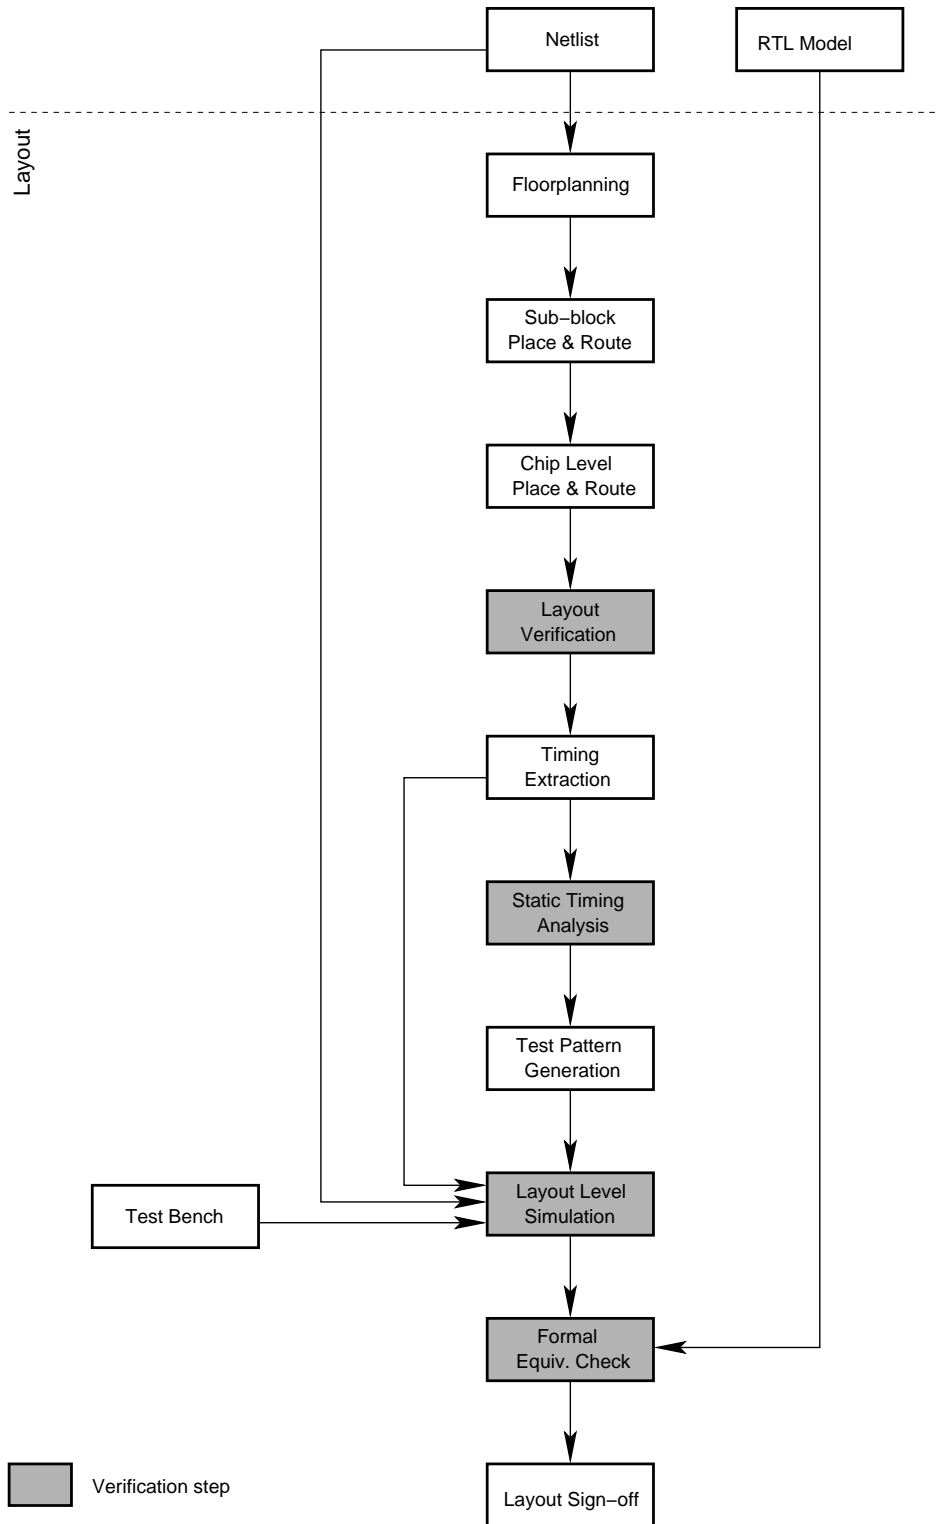 Netlist
RTL Model
Layout
Floorplanning
Sub−block
Place & Route
Chip Level
Place & Route
Layout
Verification
Timing
Extraction
Static Timing
Analysis
Test Pattern
Generation
Layout Level
Simulation
Test Bench
Formal
Equiv. Check
Verification step
Layout Sign−off